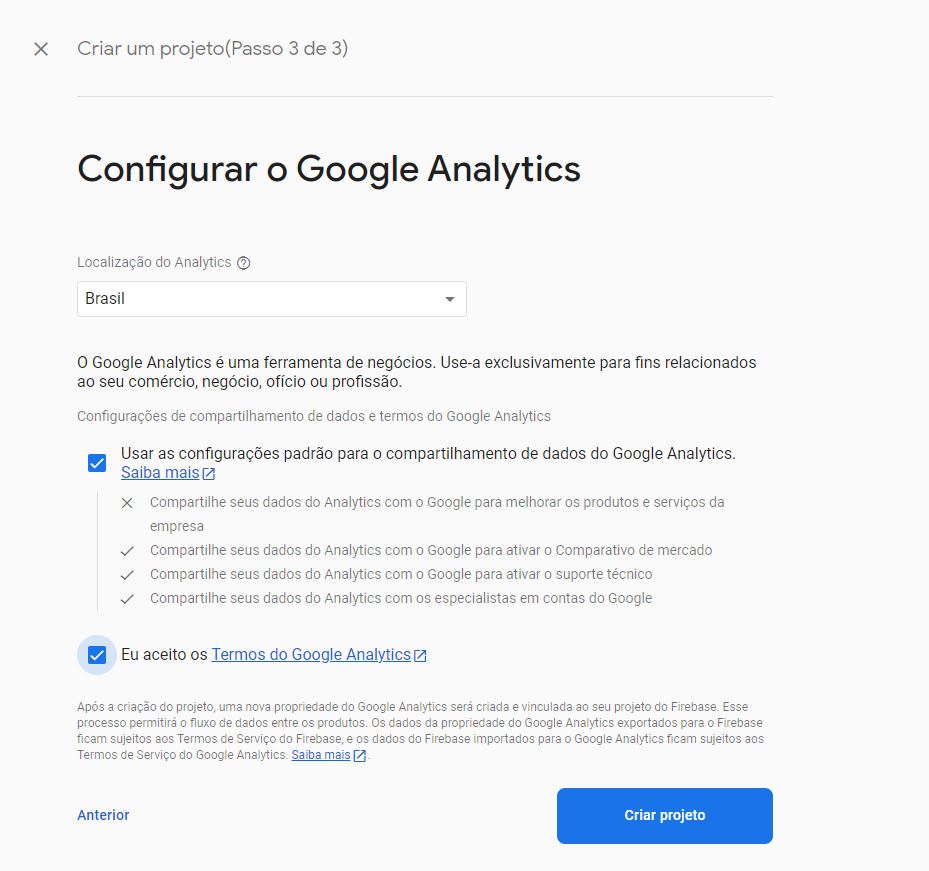 Criar um projeto(Passo 3 de 3)
Configurar o Google Analytics
Localização do Analytics
Brasil
O Google Analytics é uma ferramenta de negócios. Use-a exclusivamente para fins relacionados
ao seu comércio, negócio, ofício ou profissão.
Configurações de compartilhamento de dados e termos do Google Analytics
Usar as configurações padrão para o compartilhamento de dados do Google Analytics.
Saiba mais
Compartilhe seus dados do Analytics com o Google para melhorar os produtos e serviços da
empresa
Compartilhe seus dados do Analytics com o Google para ativar o Comparativo de mercado
Compartilhe seus dados do Analytics com o Google para ativar o suporte técnico
Compartilhe seus dados do Analytics com os especialistas em contas do Google
Eu aceito os Termos do Google Analytics
Após a criação do projeto, uma nova propriedade do Google Analytics será criada e vinculada ao seu projeto do Firebase. Esse
processo permitirá o fluxo de dados entre os produtos. Os dados da propriedade do Google Analytics exportados para o Firebase
ficam sujeitos aos Termos de Serviço do Firebase, e os dados do Firebase importados para o Google Analytics ficam sujeitos aos
Termos de Serviço do Google Analytics. Saiba mais.
Anterior
Criar projeto